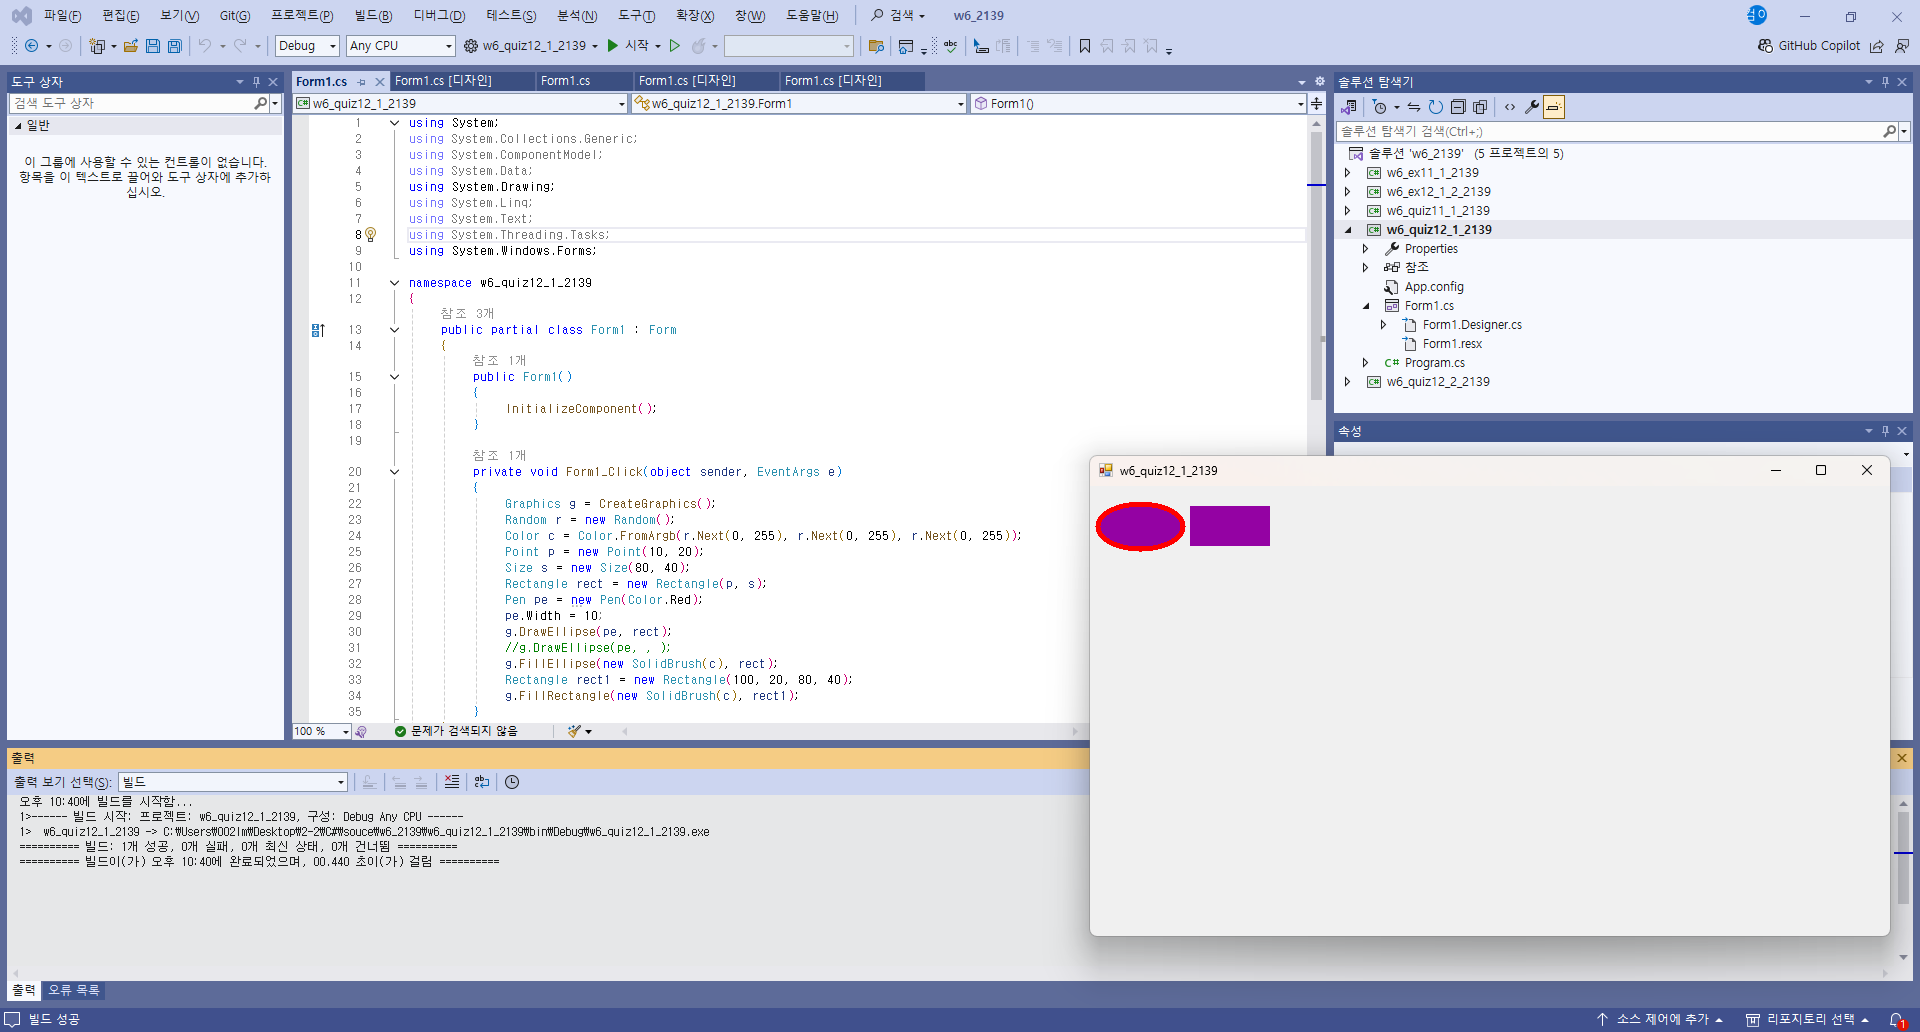 파일(F) 편집(E) 보기(V) Git(G) 프로젝트(P) 빌드(B) 디버그(D) 테스트(S) 분석(N) 도구(T) 확장(X) 창(W) 도움말(H) 검색 w6_2139
Debug Any CPU w6_quiz12_1_2139 시작 GitHub Copilot
도구 상자
검색 도구 상자
일반
이 그룹에 사용할 수 있는 컨트롤이 없습니다.
항목을 이 텍스트로 끌어와 도구 상자에 추가하
십시오.
Form1.cs Form1.cs [디자인] Form1.cs Form1.cs [디자인] Form1.cs [디자인]
w6_quiz12_1_2139 w6_quiz12_1_2139.Form1 Form1()
1 using System;
2 using System.Collections.Generic;
3 using System.ComponentModel;
4 using System.Data;
5 using System.Drawing;
6 using System.Linq;
7 using System.Text;
8 using System.Threading.Tasks;
9 using System.Windows.Forms;
10
11 namespace w6_quiz12_1_2139
12 {
참조 3개
13 public partial class Form1 : Form
14 {
참조 1개
15 public Form1()
16 {
17 InitializeComponent();
18 }
19
참조 1개
20 private void Form1_Click(object sender, EventArgs e)
21 {
22 Graphics g = CreateGraphics();
23 Random r = new Random();
24 Color c = Color.FromArgb(r.Next(0, 255), r.Next(0, 255), r.Next(0, 255));
25 Point p = new Point(10, 20);
26 Size s = new Size(80, 40);
27 Rectangle rect = new Rectangle(p, s);
28 Pen pe = new Pen(Color.Red);
29 pe.Width = 10;
30 g.DrawEllipse(pe, rect);
31 //g.DrawEllipse(pe, , );
32 g.FillEllipse(new SolidBrush(c), rect);
33 Rectangle rect1 = new Rectangle(100, 20, 80, 40);
34 g.FillRectangle(new SolidBrush(c), rect1);
35 }
100 % 문제가 검색되지 않음
솔루션 탐색기
솔루션 탐색기 검색(Ctrl+;)
솔루션 'w6_2139' (5 프로젝트의 5)
w6_ex11_1_2139
w6_ex12_1_2_2139
w6_quiz11_1_2139
w6_quiz12_1_2139
Properties
참조
App.config
Form1.cs
Form1.Designer.cs
Form1.resx
Program.cs
w6_quiz12_2_2139
속성
w6_quiz12_1_2139
출력
출력 보기 선택(S): 빌드
오후 10:40에 빌드를 시작함...
1>------ 빌드 시작: 프로젝트: w6_quiz12_1_2139, 구성: Debug Any CPU ------
1> w6_quiz12_1_2139 -> C:₩Users₩002lm₩Desktop₩2-2₩C#₩souce₩w6_2139₩w6_quiz12_1_2139₩bin₩Debug₩w6_quiz12_1_2139.exe
========== 빌드: 1개 성공, 0개 실패, 0개 최신 상태, 0개 건너뜀 ==========
========== 빌드이(가) 오후 10:40에 완료되었으며, 00.440 초이(가) 걸림 ==========
출력 오류 목록
빌드 성공 소스 제어에 추가 리포지토리 선택 1